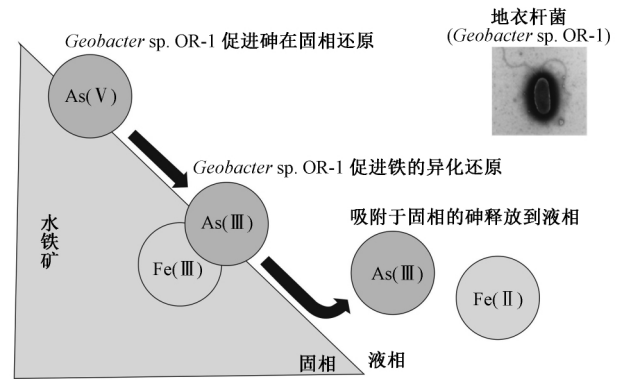 Geobacter sp. OR-1 促进砷在固相还原
地衣杆菌
(Geobacter sp. OR-1)
As(Ⅴ)
Geobacter sp. OR-1 促进铁的异化还原
水铁矿
As(Ⅲ)
Fe(Ⅲ)
吸附于固相的砷释放到液相
As(Ⅲ)
Fe(Ⅱ)
固相
液相